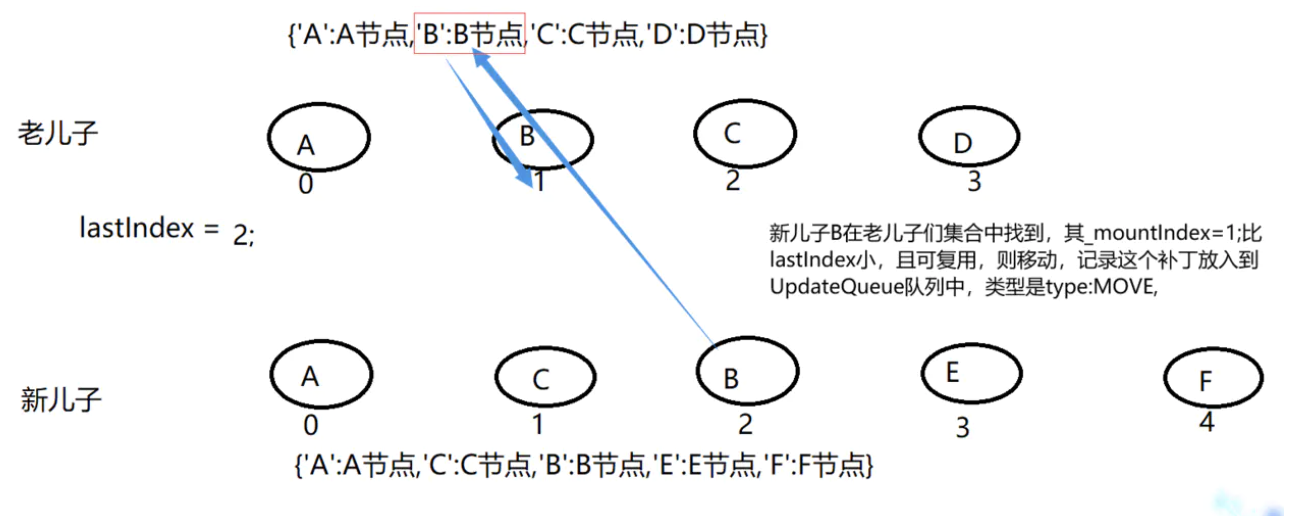 {'A':A节点,'B':B节点,'C':C节点,'D':D节点}
老儿子
A
B
C
D
0
1
2
3
lastIndex = 2;
新儿子B在老儿子们集合中找到，其_mountIndex=1;比
lastIndex小，且可复用，则移动，记录这个补丁放入到
UpdateQueue队列中，类型是type:MOVE,
新儿子
A
C
B
E
F
0
1
2
3
4
{'A':A节点,'C':C节点,'B':B节点,'E':E节点,'F':F节点}